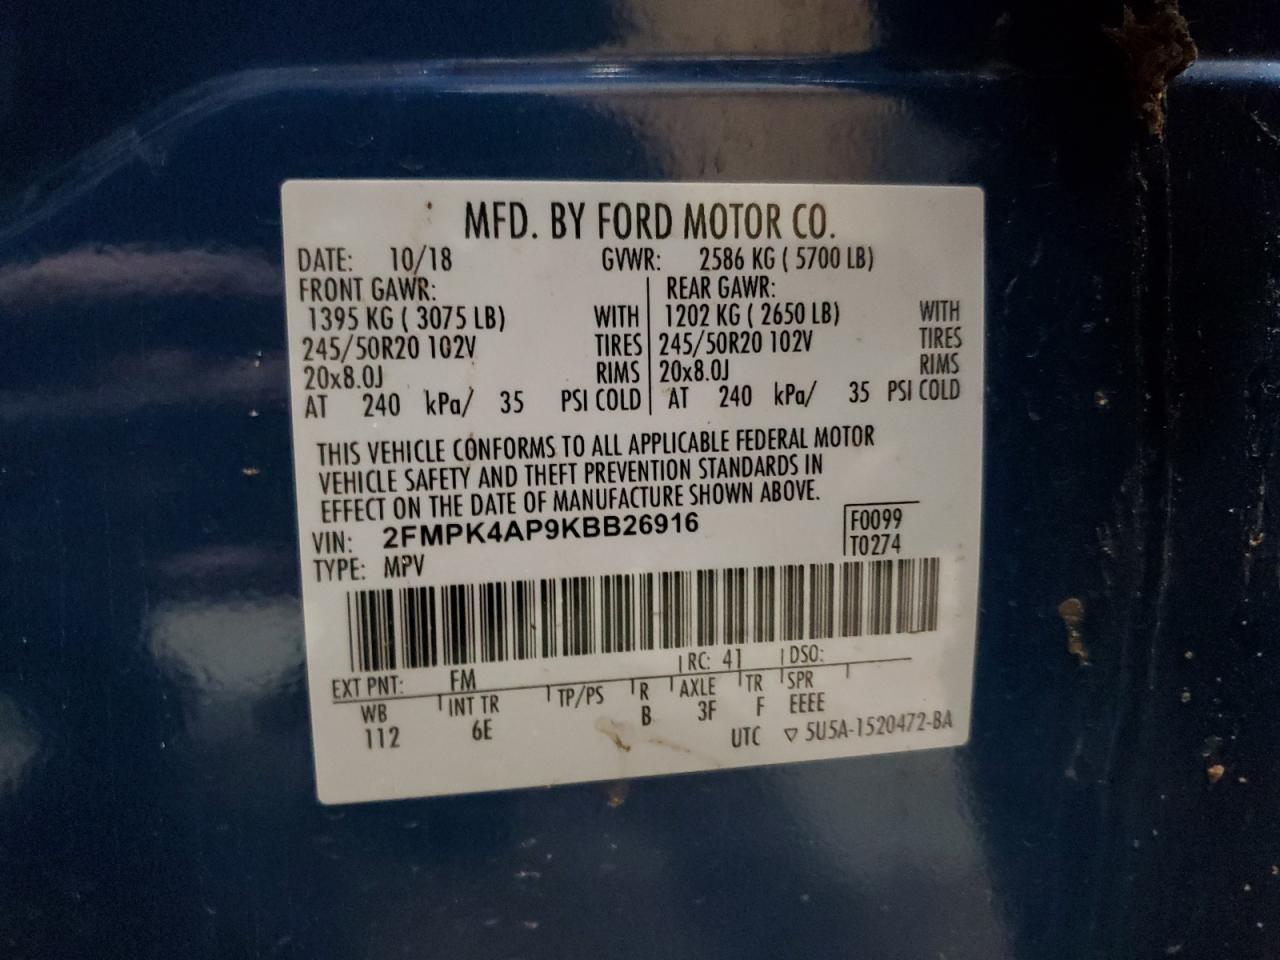 MFD. BY FORD MOTOR CO.
DATE: 10/18 GVWR: 2586 KG ( 5700 LB)
FRONT GAWR: REAR GAWR:
1395 KG ( 3075 LB) WITH 1202 KG ( 2650 LB) WITH
245/50R20 102V TIRES 245/50R20 102V TIRES
20x8.0J RIMS 20x8.0J RIMS
AT 240 kPa/ 35 PSI COLD AT 240 kPa/ 35 PSI COLD
THIS VEHICLE CONFORMS TO ALL APPLICABLE FEDERAL MOTOR
VEHICLE SAFETY AND THEFT PREVENTION STANDARDS IN
EFFECT ON THE DATE OF MANUFACTURE SHOWN ABOVE.
VIN: 2FMPK4AP9KBB26916 F0099
TYPE: MPV T0274
EXT PNT: FM RC: 41 DSO:
WB INT TR TP/PS R AXLE TR SPR
112 6E B 3F F EEEE
UTC ▽ 5U5A-1520472-BA